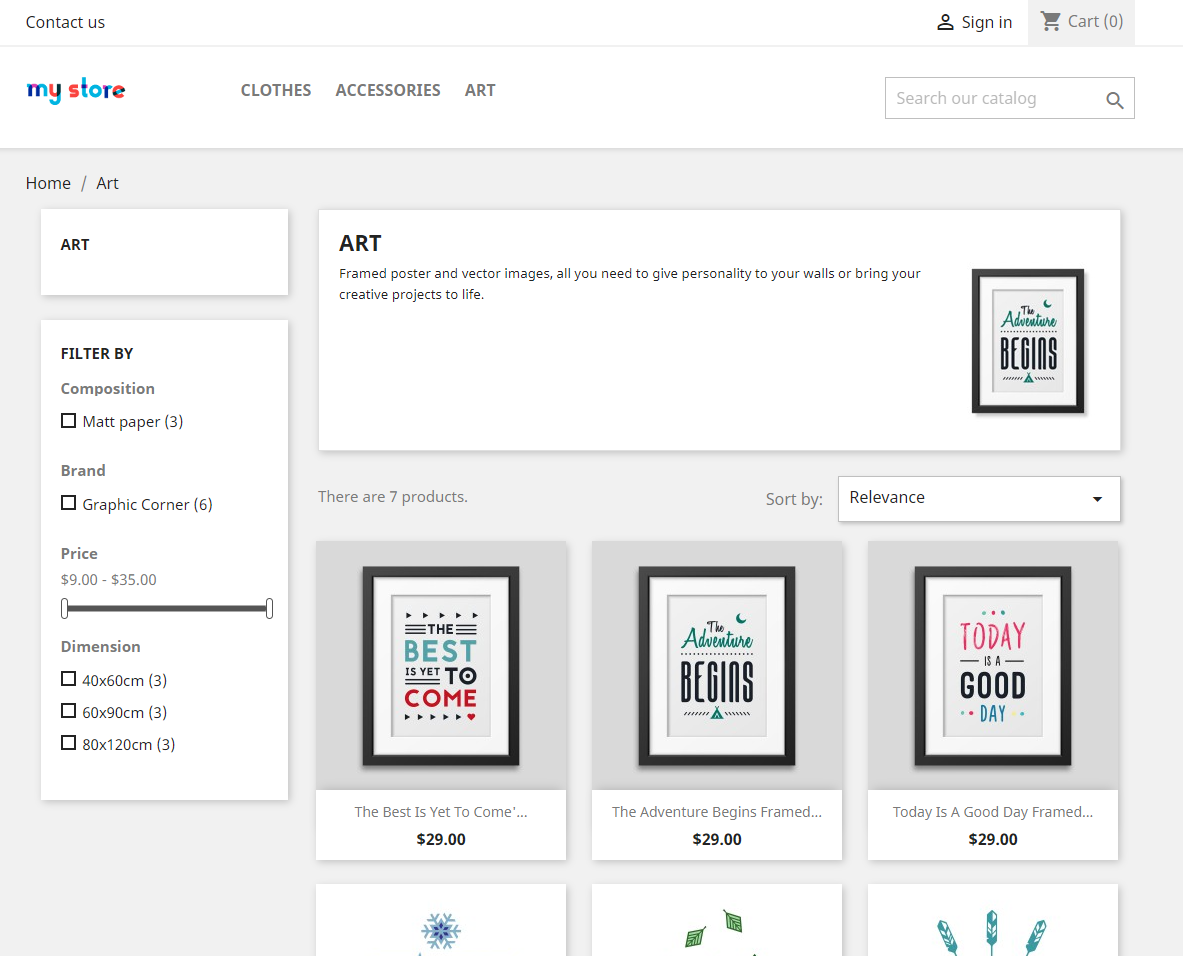 Contact us
Sign in
Cart (0)
my store
CLOTHES
ACCESSORIES
ART
Search our catalog
Home / Art
ART
FILTER BY
Composition
Matt paper (3)
Brand
Graphic Corner (6)
Price
$9.00 - $35.00
Dimension
40x60cm (3)
60x90cm (3)
80x120cm (3)
ART
Framed poster and vector images, all you need to give personality to your walls or bring your
creative projects to life.
The
Adventure
BEGINS
There are 7 products.
Sort by:
Relevance
THE
BEST
IS YET TO
COME
The Best Is Yet To Come'...
$29.00
The
Adventure
BEGINS
The Adventure Begins Framed...
$29.00
TODAY
IS A
GOOD
DAY
Today Is A Good Day Framed...
$29.00